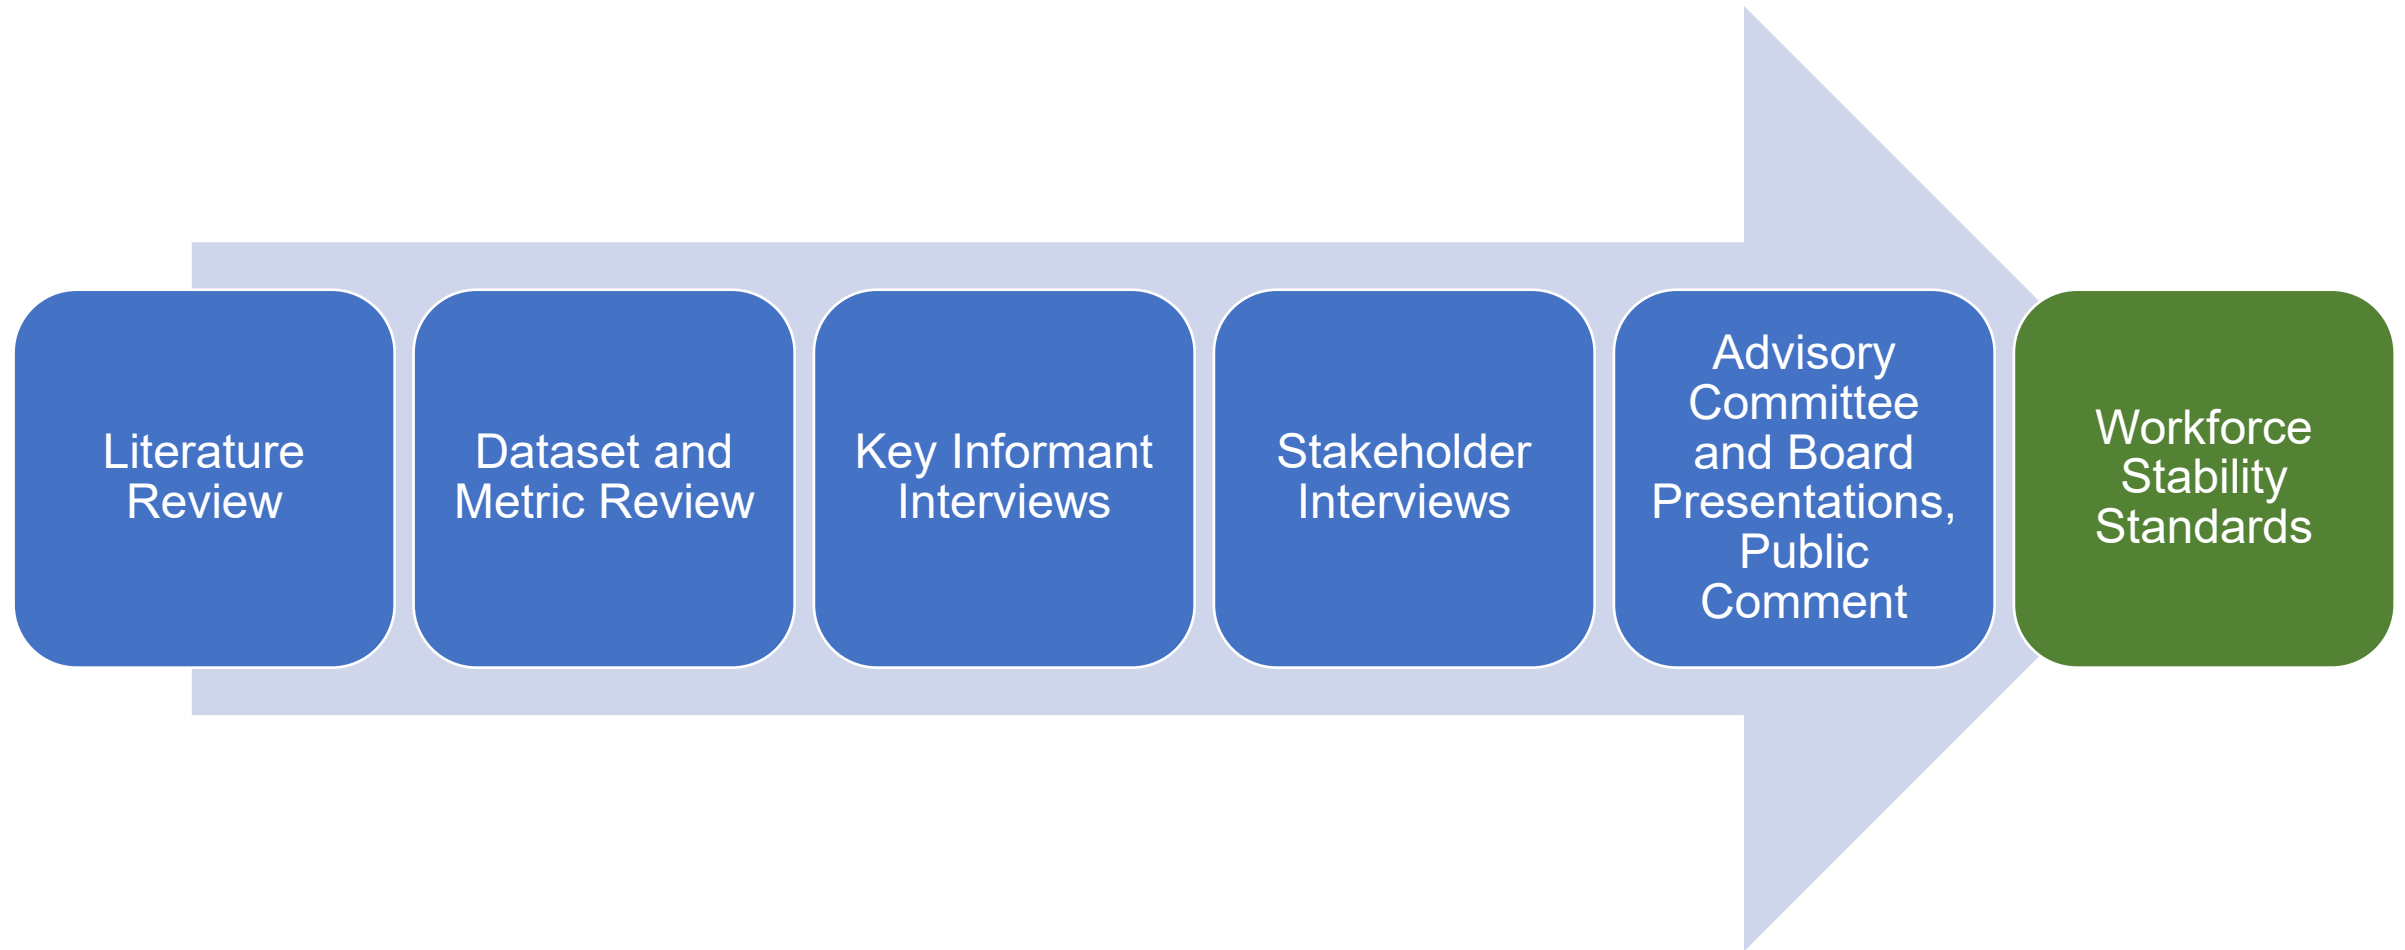 Literature
Review
Dataset and
Metric Review
Key Informant
Interviews
Stakeholder
Interviews
Advisory
Committee
and Board
Presentations,
Public
Comment
Workforce
Stability
Standards